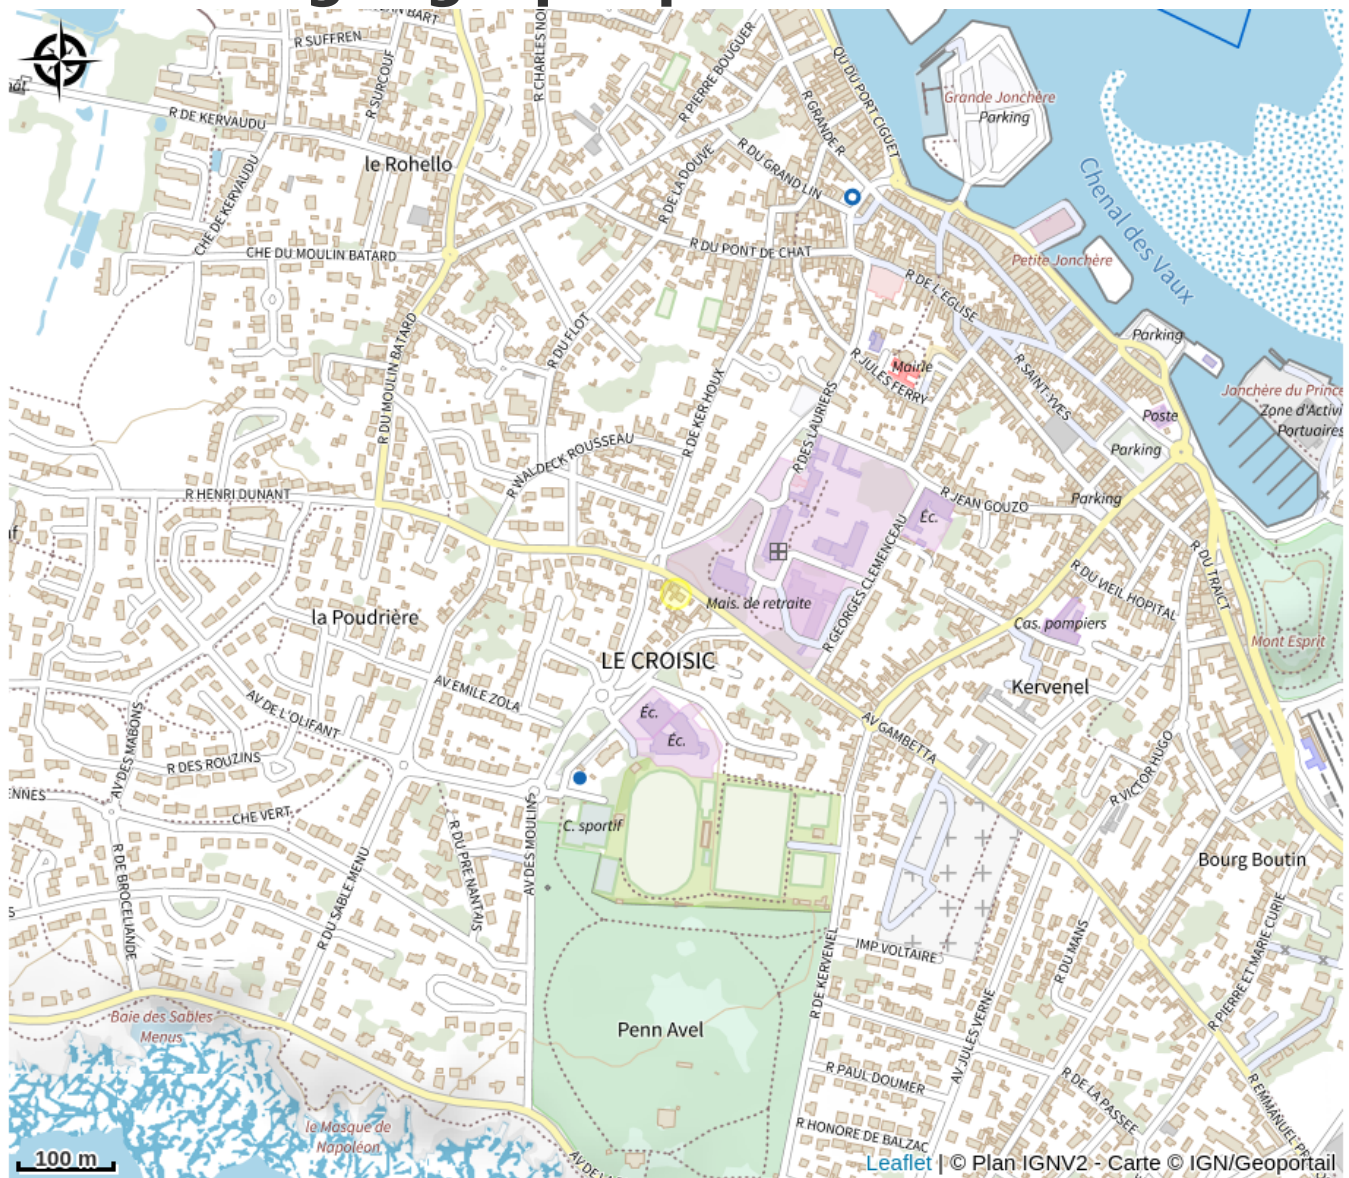 R SUFFREN
R SURCOUF
R CHARLES NO
R PIERRE BOUGUER
QU DU PORT CIGUET
Grande Jonchère
Parking
R DE KERVAUDU
le Rohello
R GRANDE R
R DU GRAND LIN
R DE LA DOUVE
Chenal des Vaux
CHE DE KERVAUDU
CHE DU MOULIN BATARD
R DU PONT DE CHAT
Petite Jonchère
R DE L'EGLISE
R DU FLOT
R DU MOULIN BATARD
Parking
R JULES FERRY
Mairie
R SAINT-YVES
Jonchère du Prince
Zone d'Activi
Portuaires
R DE KER HOUX
R DES LAURIERS
Poste
Parking
R WALDECK ROUSSEAU
R HENRI DUNANT
R JEAN GOUZO
Parking
Éc.
R GEORGES CLEMENCEAU
R DU TRAICT
R DU VIEIL HOPITAL
la Poudrière
Mais. de retraite
Cas. pompiers
Mont Esprit
LE CROISIC
Kervenel
AV EMILE ZOLA
AV DE L'OLIFANT
AV DES MABONS
Éc.
Éc.
AV GAMBETTA
R DES ROUZINS
R VICTOR HUGO
ENNES
CHE VERT
C. sportif
AV DES MOULINS
R DU PRE NANTAIS
Bourg Boutin
R DE BROCELIANDE
R DU SABLE MENU
IMP VOLTAIRE
R DU MANS
R PIERRE ET MARIE CURIE
R DE KERVENEL
Baie des Sables
Menus
Penn Avel
AV JULES VERNE
R PAUL DOUMER
R DE LA PASSEE
R EMMANUEL PR
le Masque de
Napoléon
R HONORE DE BALZAC
AV DE LA
100 m
Leaflet | © Plan IGNV2 - Carte © IGN/Geoportail